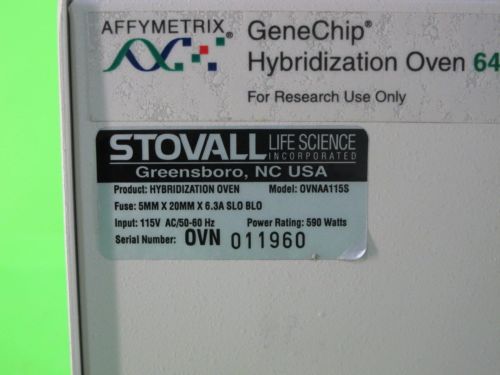 AFFYMETRIX®
GeneChip®
Hybridization Oven 64
For Research Use Only
STOVALL LIFE SCIENCE
INCORPORATED
Greensboro, NC USA
Product: HYBRIDIZATION OVEN Model: OVNAA115S
Fuse: 5MM X 20MM X 6.3A SLO BLO
Input: 115V AC/50-60 Hz Power Rating: 590 Watts
Serial Number: OVN 011960